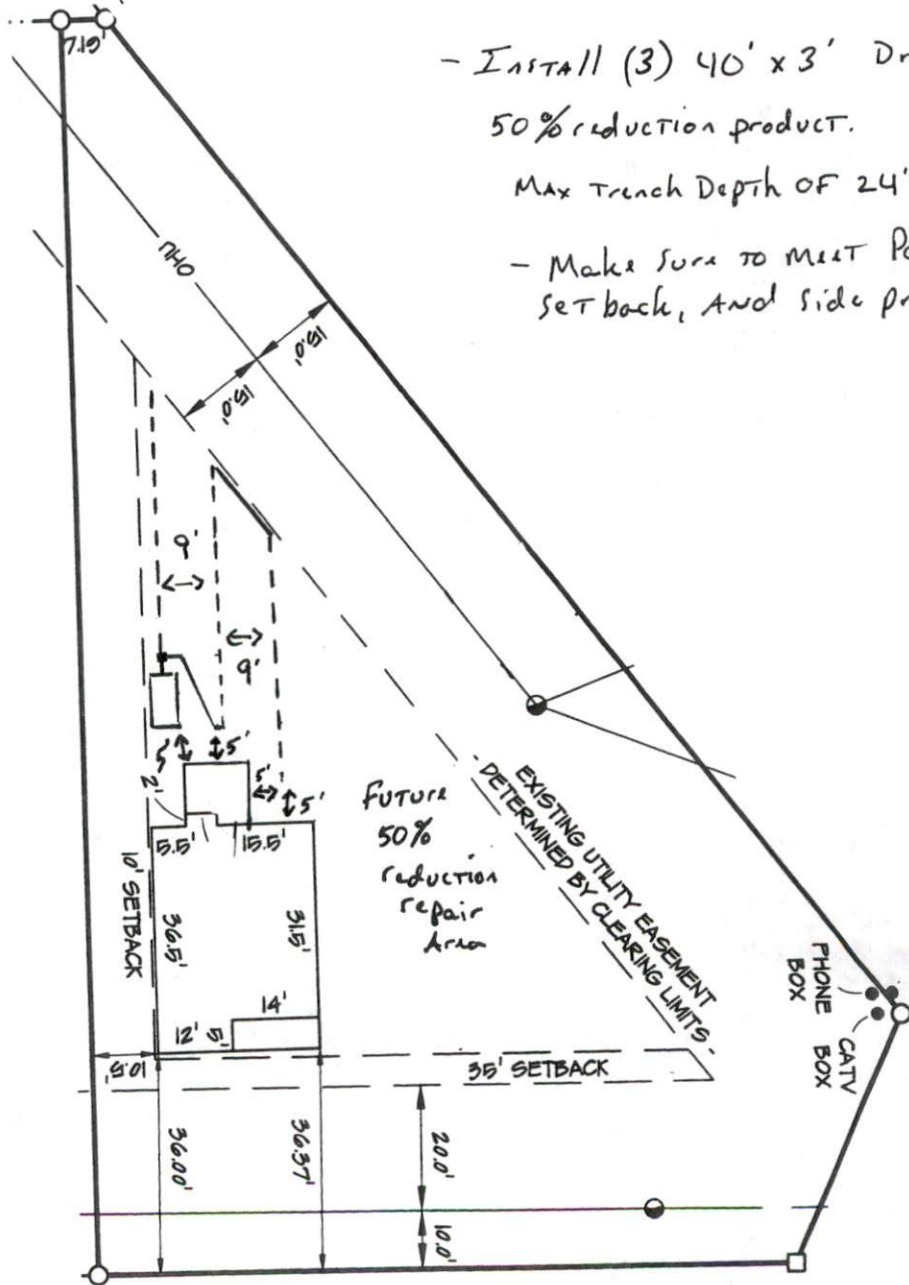 7.19'
- Install (3) 40' x 3'
50% reduction product.
Max Trench Depth OF 24'
- Make Sure to Meet
setback, And Side
OHU
15.0'
15.0'
9'
9'
5'
5'
5'
5'
2'
5.5'
15.5'
10' SETBACK
36.5'
31.5'
14'
12'
5'
Future
50%
reduction
repair
Area
EXISTING UTILITY EASEMENT
DETERMINED BY CLEARING LIMITS
PHONE
BOX
CATV
BOX
10.5'
35' SETBACK
36.00'
36.37'
20.0'
10.0'